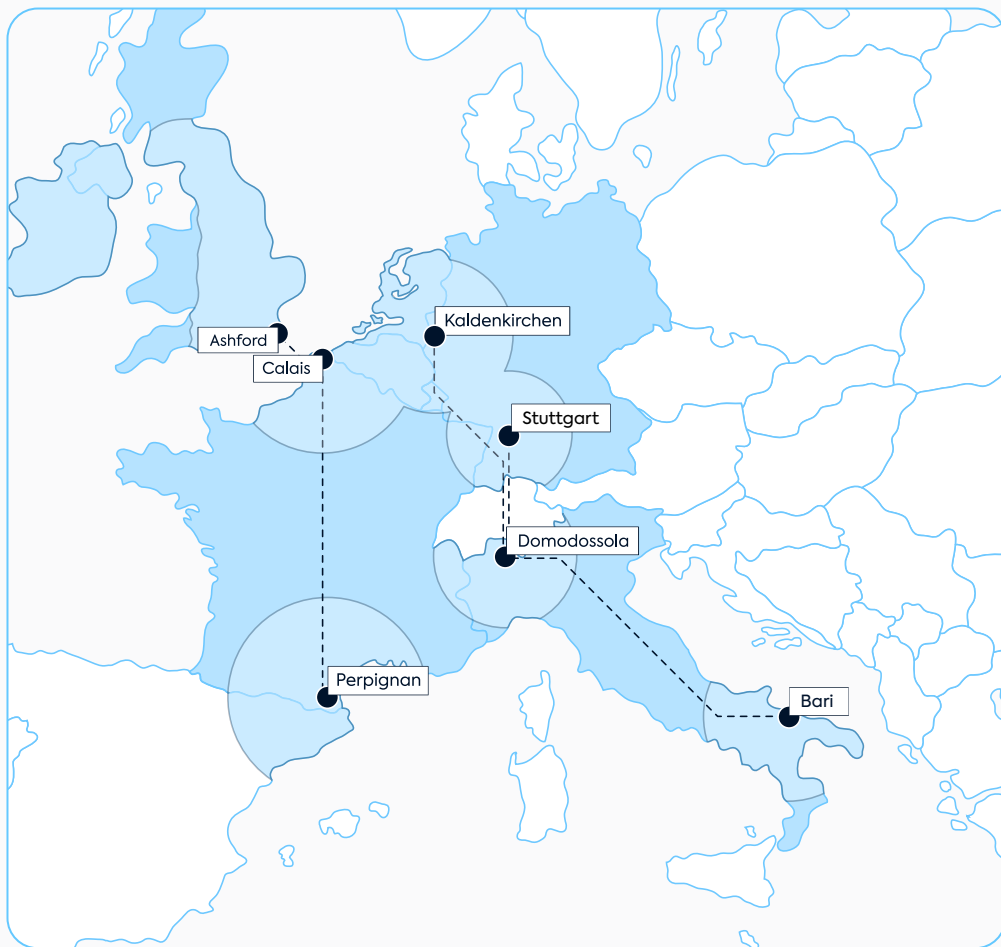 Kaldenkirchen
Ashford
Calais
Stuttgart
Domodossola
Perpignan
Bari